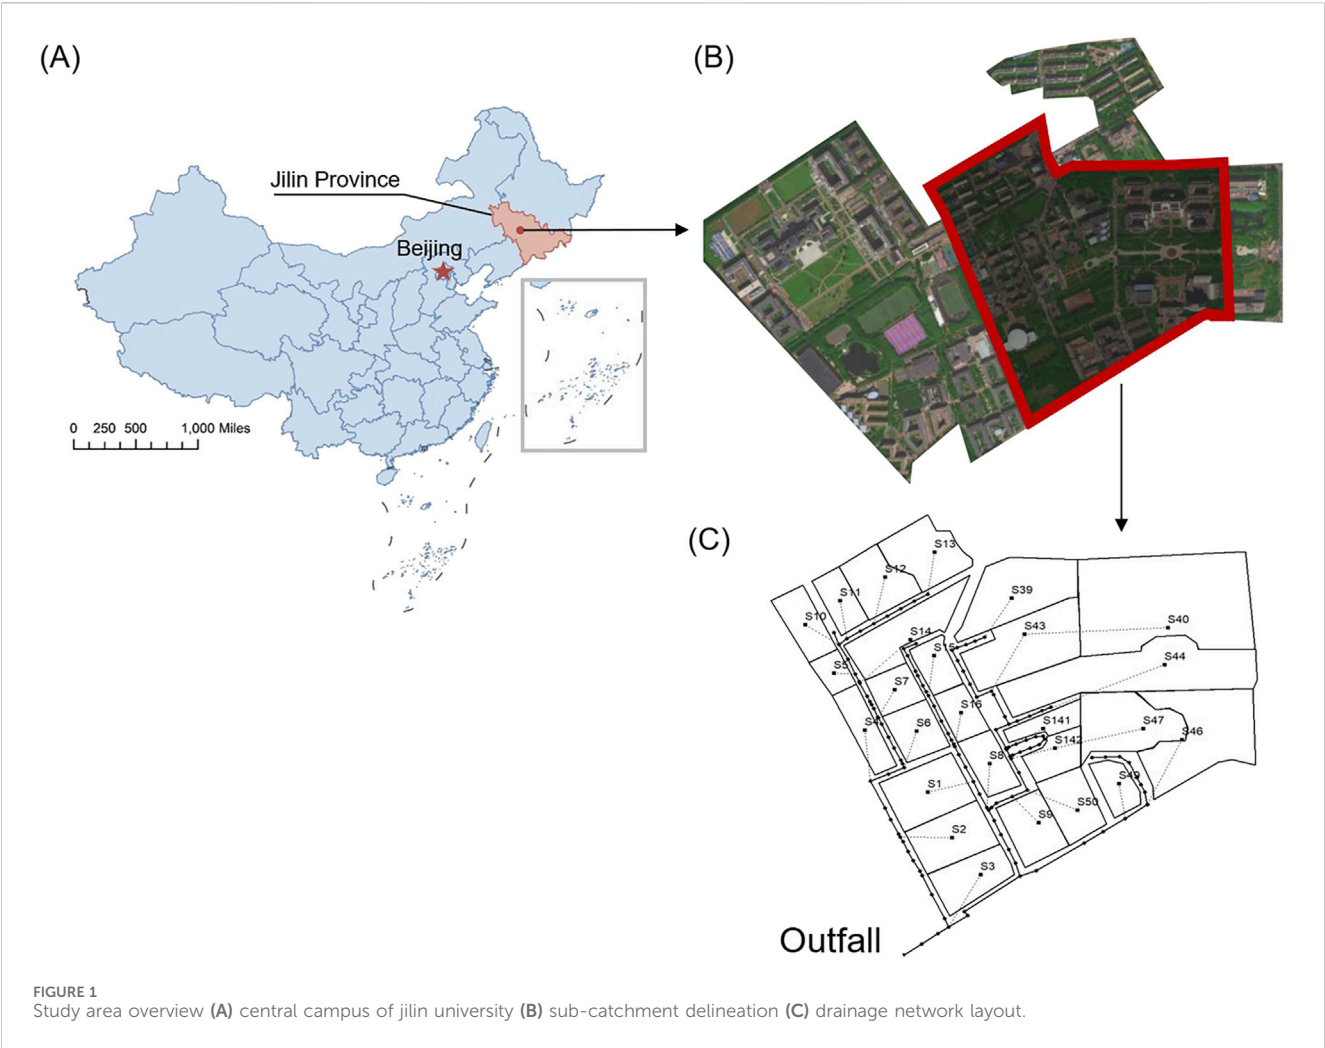 (A)
Jilin Province
Beijing
0 250 500 1,000 Miles
(B)
(C)
S13
S12
S11
S10
S39
S43
S40
S14
S15
S5
S7
S44
S16
S4
S6
S141
S47
S142
S46
S8
S1
S49
S50
S9
S2
S3
Outfall
FIGURE 1
Study area overview (A) central campus of jilin university (B) sub-catchment delineation (C) drainage network layout.